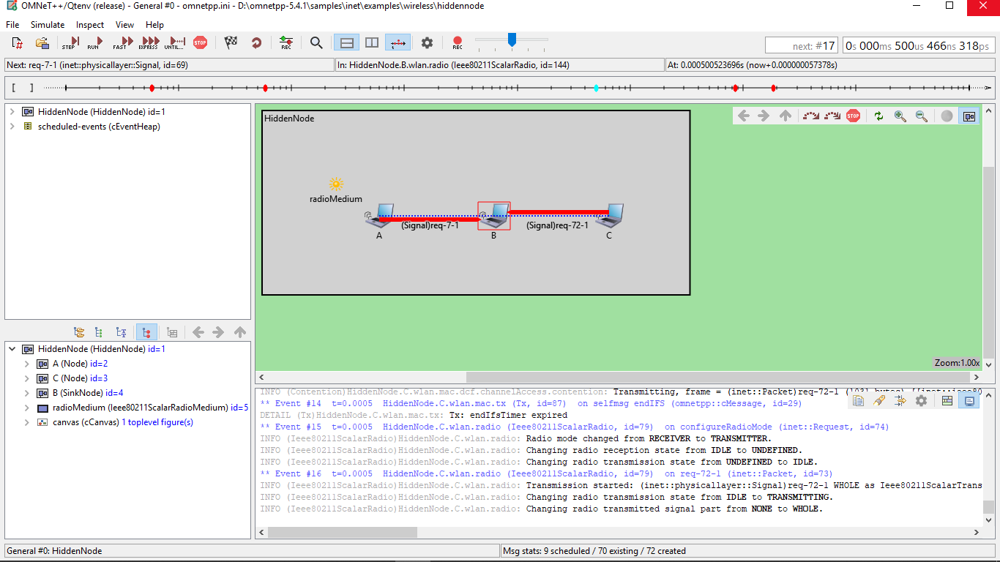 OMNeT++/Qtenv (release) - General #0 - omnetpp.ini - D:\omnetpp-5.4.1\samples\inet\examples\wireless\hiddennode
File Simulate Inspect View Help
STEP RUN FAST EXPRESS UNTIL... STOP REC REC next: #17 0s 000ms 500us 466ns 318ps
Next: req-7-1 (inet::physicallayer::Signal, id=69) In: HiddenNode.B.wlan.radio (Ieee80211ScalarRadio, id=144) At: 0.000500523696s (now+0.000000057378s)
[ ]
HiddenNode (HiddenNode) id=1
scheduled-events (cEventHeap)
HiddenNode
STOP
radioMedium
(Signal)req-7-1 (Signal)req-72-1
A B C
Zoom:1.00x
HiddenNode (HiddenNode) id=1
A (Node) id=2
C (Node) id=3
B (SinkNode) id=4
radioMedium (Ieee80211ScalarRadioMedium) id=5
canvas (cCanvas) 1 toplevel figure(s)
INFO (Contention)HiddenNode.C.wlan.mac.dcf.channelAccess.contention: Transmitting, frame = (inet::Packet)req-72-1
** Event #14 t=0.0005 HiddenNode.C.wlan.mac.tx (Tx, id=87) on selfmsg endIFS (omnetpp::cMessage, id=29)
DETAIL (Tx)HiddenNode.C.wlan.mac.tx: Tx: endIfsTimer expired
** Event #15 t=0.0005 HiddenNode.C.wlan.radio (Ieee80211ScalarRadio, id=79) on configureRadioMode (inet::Request, id=74)
INFO (Ieee80211ScalarRadio)HiddenNode.C.wlan.radio: Radio mode changed from RECEIVER to TRANSMITTER.
INFO (Ieee80211ScalarRadio)HiddenNode.C.wlan.radio: Changing radio reception state from IDLE to UNDEFINED.
INFO (Ieee80211ScalarRadio)HiddenNode.C.wlan.radio: Changing radio transmission state from UNDEFINED to IDLE.
** Event #16 t=0.0005 HiddenNode.C.wlan.radio (Ieee80211ScalarRadio, id=79) on req-72-1 (inet::Packet, id=73)
INFO (Ieee80211ScalarRadio)HiddenNode.C.wlan.radio: Transmission started: (inet::physicallayer::Signal)req-72-1 WHOLE as Ieee80211ScalarTrans
INFO (Ieee80211ScalarRadio)HiddenNode.C.wlan.radio: Changing radio transmission state from IDLE to TRANSMITTING.
INFO (Ieee80211ScalarRadio)HiddenNode.C.wlan.radio: Changing radio transmitted signal part from NONE to WHOLE.
General #0: HiddenNode Msg stats: 9 scheduled / 70 existing / 72 created